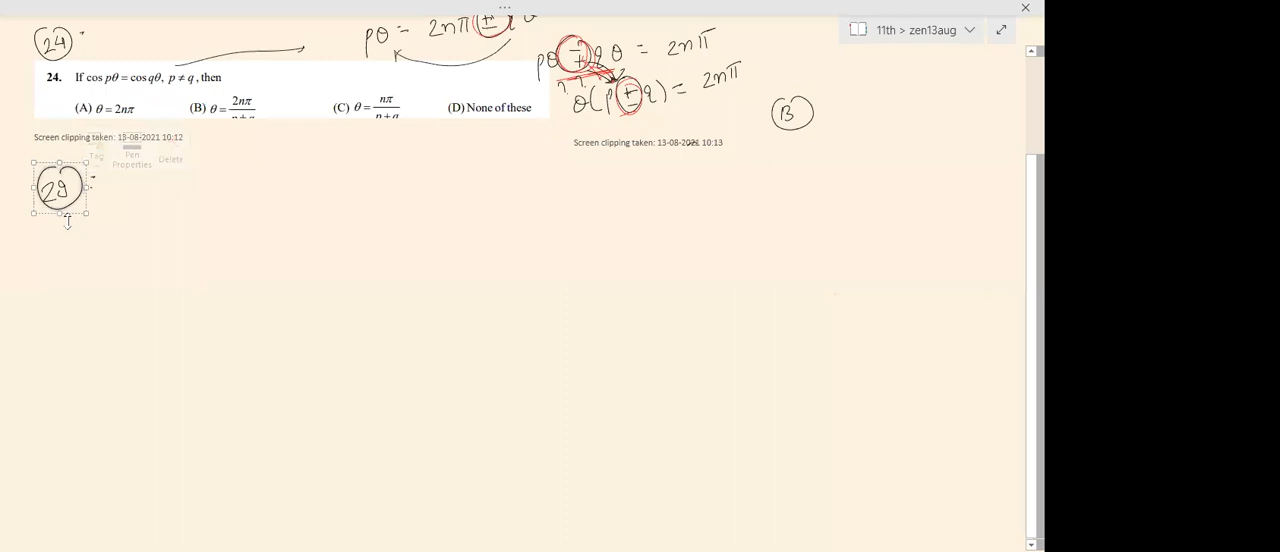 24
pθ = 2nπ ±
11th > zen13aug
pθ ∓ qθ = 2nπ
24. If cos pθ = cos qθ, p ≠ q, then
θ(p ± q) = 2nπ
(A) θ = 2nπ (B) θ = 2nπ (C) θ = nπ (D) None of these
B
Screen clipping taken: 13-08-2021 10:12
Screen clipping taken: 13-08-2021 10:13
Tag Pen Properties Delete
29